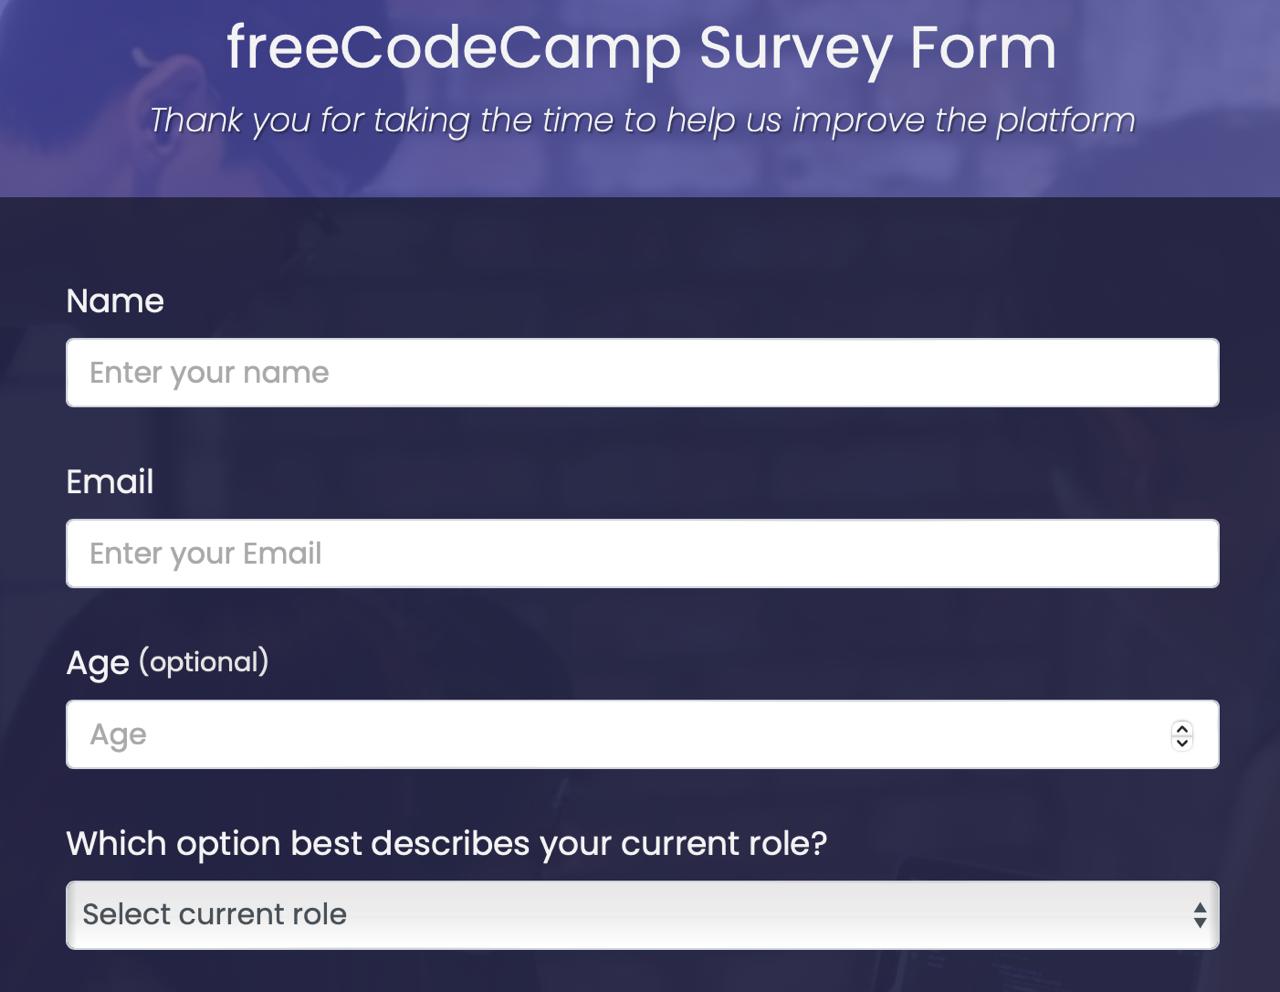 freeCodeCamp Survey Form
Thank you for taking the time to help us improve the platform
Name
Enter your name
Email
Enter your Email
Age (optional)
Age
Which option best describes your current role?
Select current role